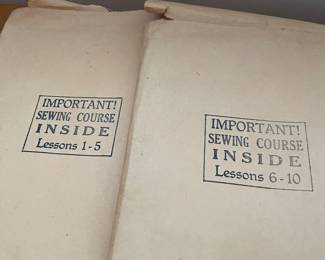 IMPORTANT!
SEWING COURSE
INSIDE
Lessons 1-5
IMPORTANT!
SEWING COURSE
INSIDE
Lessons 6-10